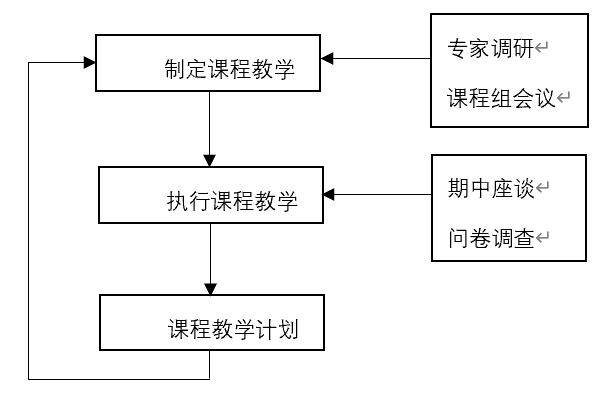 制定课程教学
专家调研
课程组会议
执行课程教学
期中座谈
问卷调查
课程教学计划